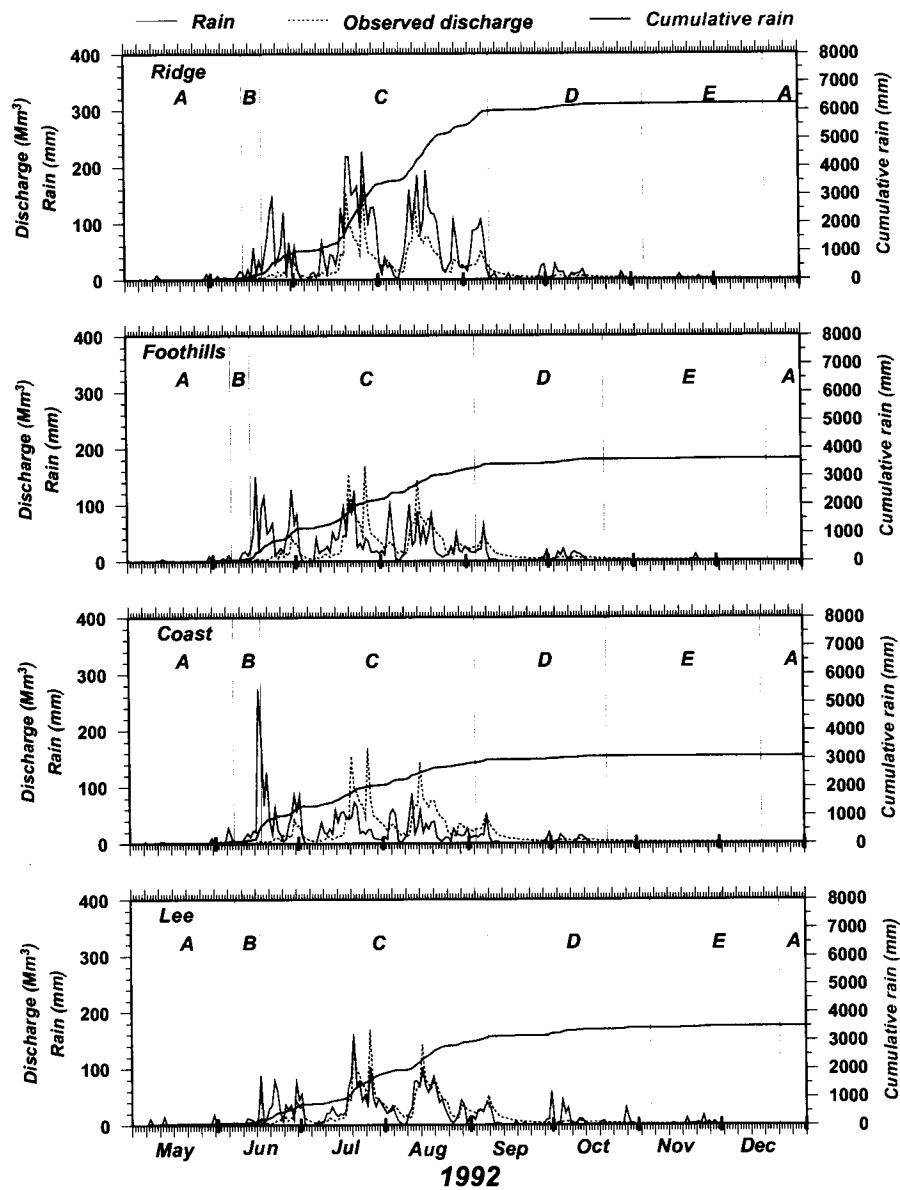 Rain Observed discharge Cumulative rain
Ridge
A B C D E A
Discharge (Mm³)
Rain (mm)
400
300
200
100
0
8000
7000
6000
5000
4000
3000
2000
1000
0
Cumulative rain (mm)
Foothills
A B C D E A
Discharge (Mm³)
Rain (mm)
400
300
200
100
0
8000
7000
6000
5000
4000
3000
2000
1000
0
Cumulative rain (mm)
Coast
A B C D E A
Discharge (Mm³)
Rain (mm)
400
300
200
100
0
8000
7000
6000
5000
4000
3000
2000
1000
0
Cumulative rain (mm)
Lee
A B C D E A
Discharge (Mm³)
Rain (mm)
400
300
200
100
0
8000
7000
6000
5000
4000
3000
2000
1000
0
Cumulative rain (mm)
May Jun Jul Aug Sep Oct Nov Dec
1992